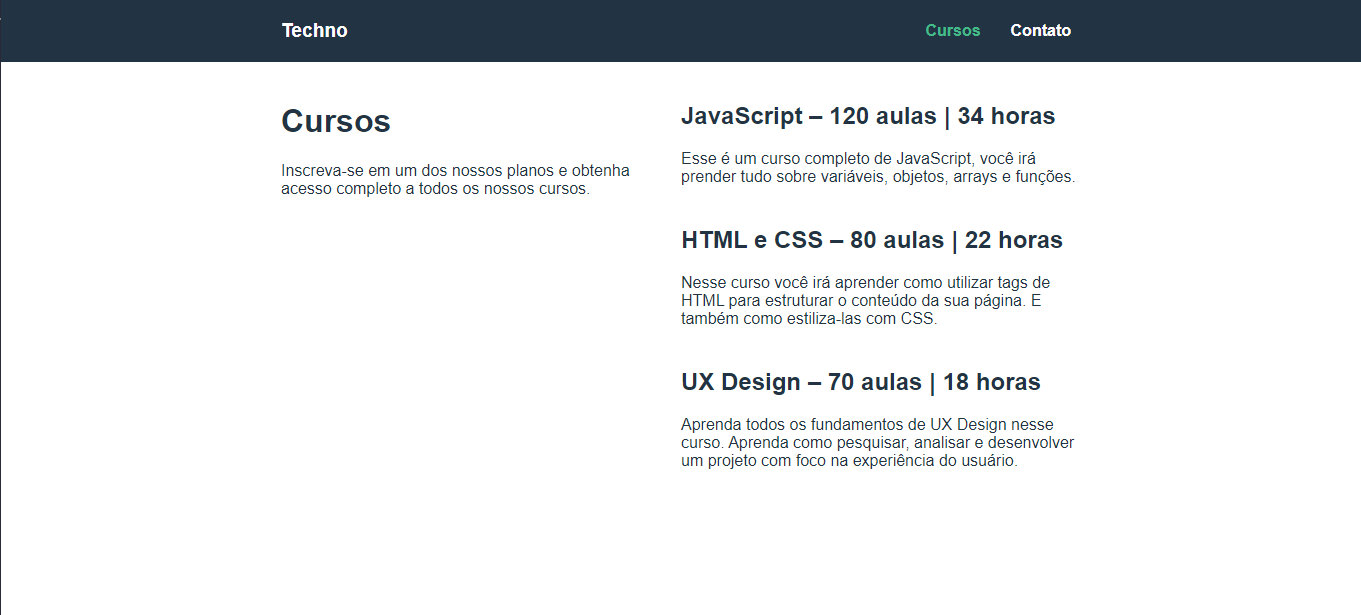 Techno
Cursos
Contato
Cursos
Inscreva-se em um dos nossos planos e obtenha
acesso completo a todos os nossos cursos.
JavaScript – 120 aulas | 34 horas
Esse é um curso completo de JavaScript, você irá
prender tudo sobre variáveis, objetos, arrays e funções.
HTML e CSS – 80 aulas | 22 horas
Nesse curso você irá aprender como utilizar tags de
HTML para estruturar o conteúdo da sua página. E
também como estiliza-las com CSS.
UX Design – 70 aulas | 18 horas
Aprenda todos os fundamentos de UX Design nesse
curso. Aprenda como pesquisar, analisar e desenvolver
um projeto com foco na experiência do usuário.